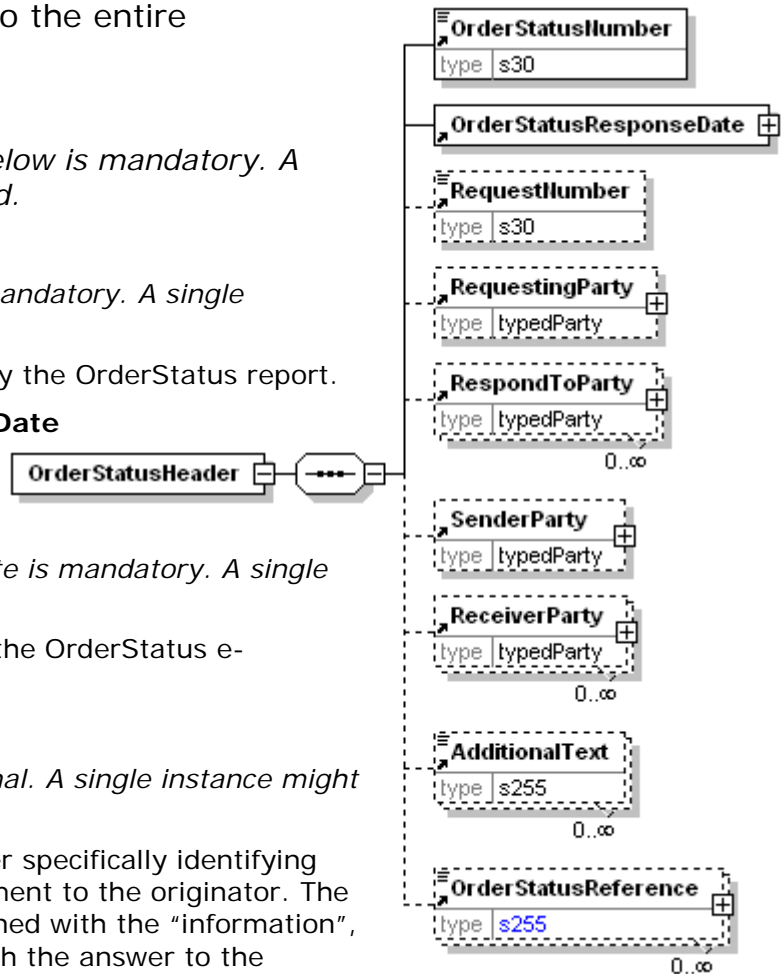 o the entire
elow is mandatory. A
d.
andatory. A single
y the OrderStatus report.
Date
te is mandatory. A single
the OrderStatus e-
nal. A single instance might
er specifically identifying
nent to the originator. The
ned with the "information",
h the answer to the
OrderStatusHeader
OrderStatusNumber
type s30
OrderStatusResponseDate
RequestNumber
type s30
RequestingParty
type typedParty
RespondToParty
type typedParty
0..∞
SenderParty
type typedParty
ReceiverParty
type typedParty
0..∞
AdditionalText
type s255
0..∞
OrderStatusReference
type s255
0..∞